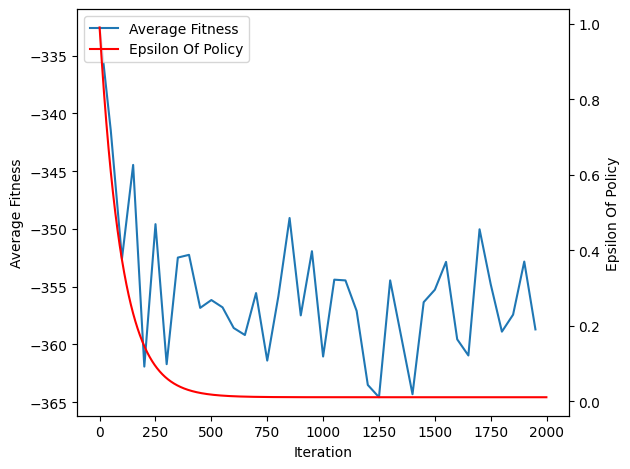 Average Fitness
Epsilon Of Policy
−335
−340
−345
−350
−355
−360
−365
Average Fitness
1.0
0.8
0.6
0.4
0.2
0.0
Epsilon Of Policy
0 250 500 750 1000 1250 1500 1750 2000
Iteration